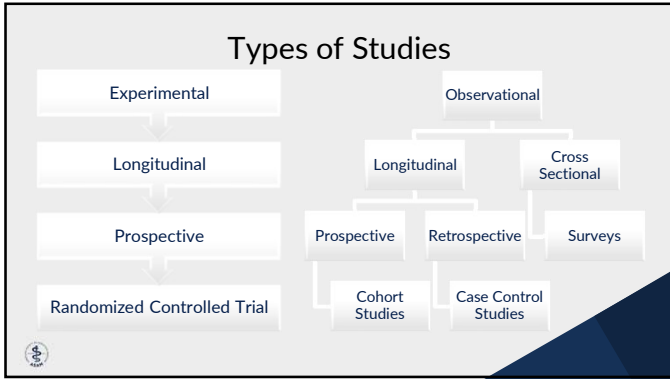 Types of Studies
Experimental
Longitudinal
Prospective
Randomized Controlled Trial
Observational
Longitudinal
Cross
Sectional
Prospective
Retrospective
Surveys
Cohort
Studies
Case Control
Studies
ASAM